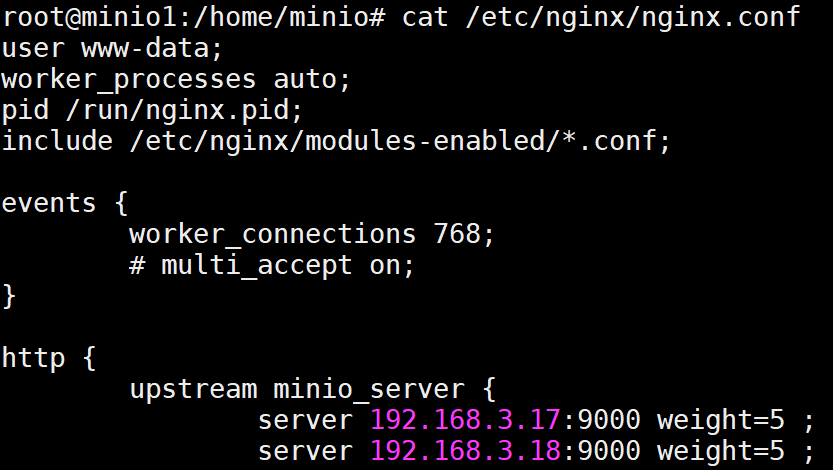 root@minio1:/home/minio# cat /etc/nginx/nginx.conf
user www-data;
worker_processes auto;
pid /run/nginx.pid;
include /etc/nginx/modules-enabled/*.conf;
events {
worker_connections 768;
# multi_accept on;
}
http {
upstream minio_server {
server 192.168.3.17:9000 weight=5 ;
server 192.168.3.18:9000 weight=5 ;